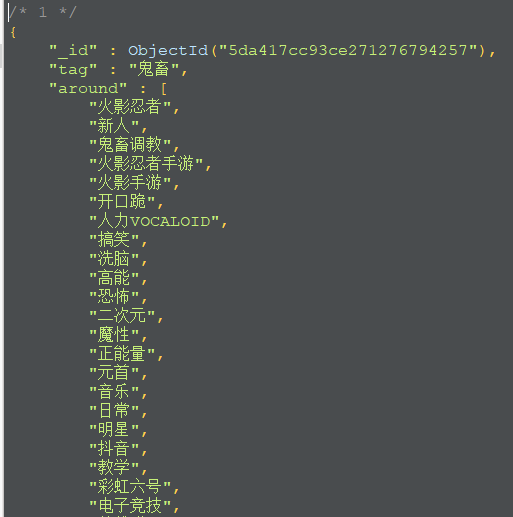 /* 1 */
{
"_id" : ObjectId("5da417cc93ce271276794257"),
"tag" : "鬼畜",
"around" : [
"火影忍者",
"新人",
"鬼畜调教",
"火影忍者手游",
"火影手游",
"开口跪",
"人力VOCALOID",
"搞笑",
"洗脑",
"高能",
"恐怖",
"二次元",
"魔性",
"正能量",
"元首",
"音乐",
"日常",
"明星",
"抖音",
"教学",
"彩虹六号",
"电子竞技",